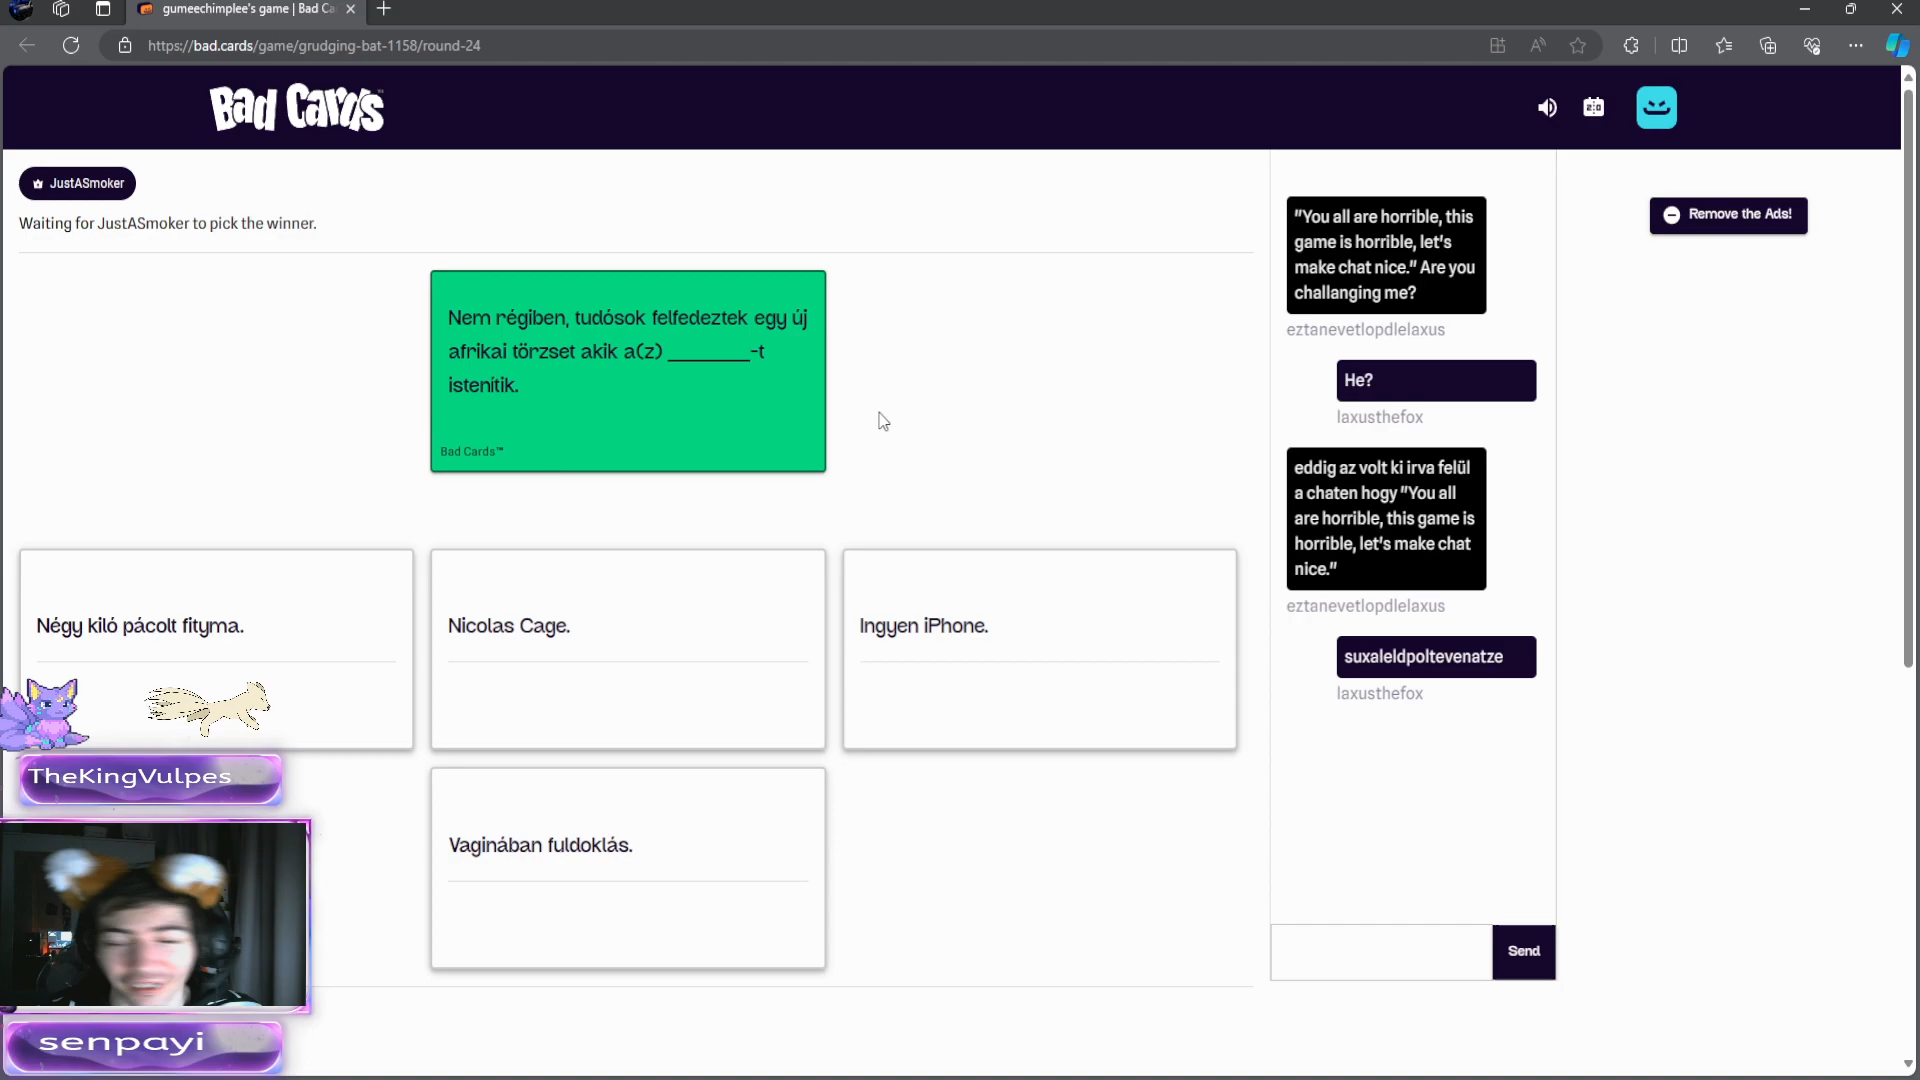 gumeechimplee's game | Bad Ca
https://bad.cards/game/grudging-bat-1158/round-24
Bad Cards
2:0
JustASmoker
Waiting for JustASmoker to pick the winner.
Nem régiben, tudósok felfedeztek egy új
afrikai törzset akik a(z) ________-t
istenítik.
Bad Cards™
Négy kiló pácolt fityma.
Nicolas Cage.
Ingyen iPhone.
Vaginában fuldoklás.
TheKingVulpes
senpayi
"You all are horrible, this
game is horrible, let's
make chat nice." Are you
challanging me?
eztanevetlopdlelaxus
He?
laxusthefox
eddig az volt ki irva felül
a chaten hogy "You all
are horrible, this game is
horrible, let's make chat
nice."
eztanevetlopdlelaxus
suxaleldpoltevenatze
laxusthefox
Send
Remove the Ads!